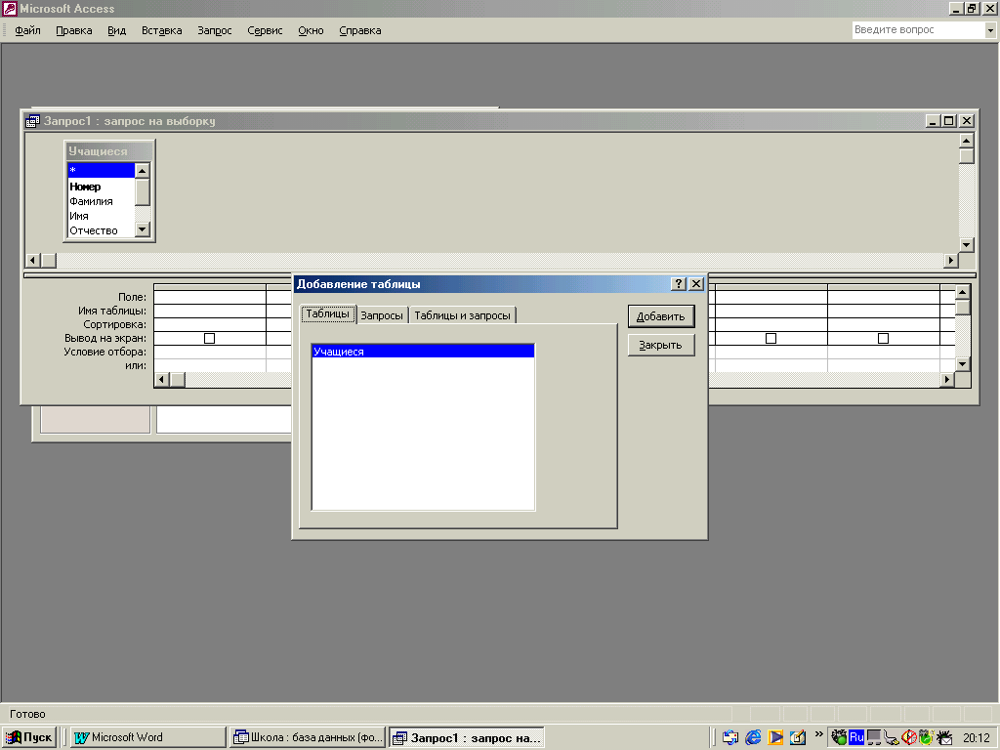 Microsoft Access
Файл Правка Вид Вставка Запрос Сервис Окно Справка Введите вопрос
Запрос1 : запрос на выборку
Учащиеся
*
Номер
Фамилия
Имя
Отчество
Добавление таблицы
Таблицы Запросы Таблицы и запросы
Добавить
Закрыть
Учащиеся
Поле:
Имя таблицы:
Сортировка:
Вывод на экран:
Условие отбора:
или:
Готово
Пуск Microsoft Word Школа : база данных (фо... Запрос1 : запрос на... » Ru 20:12